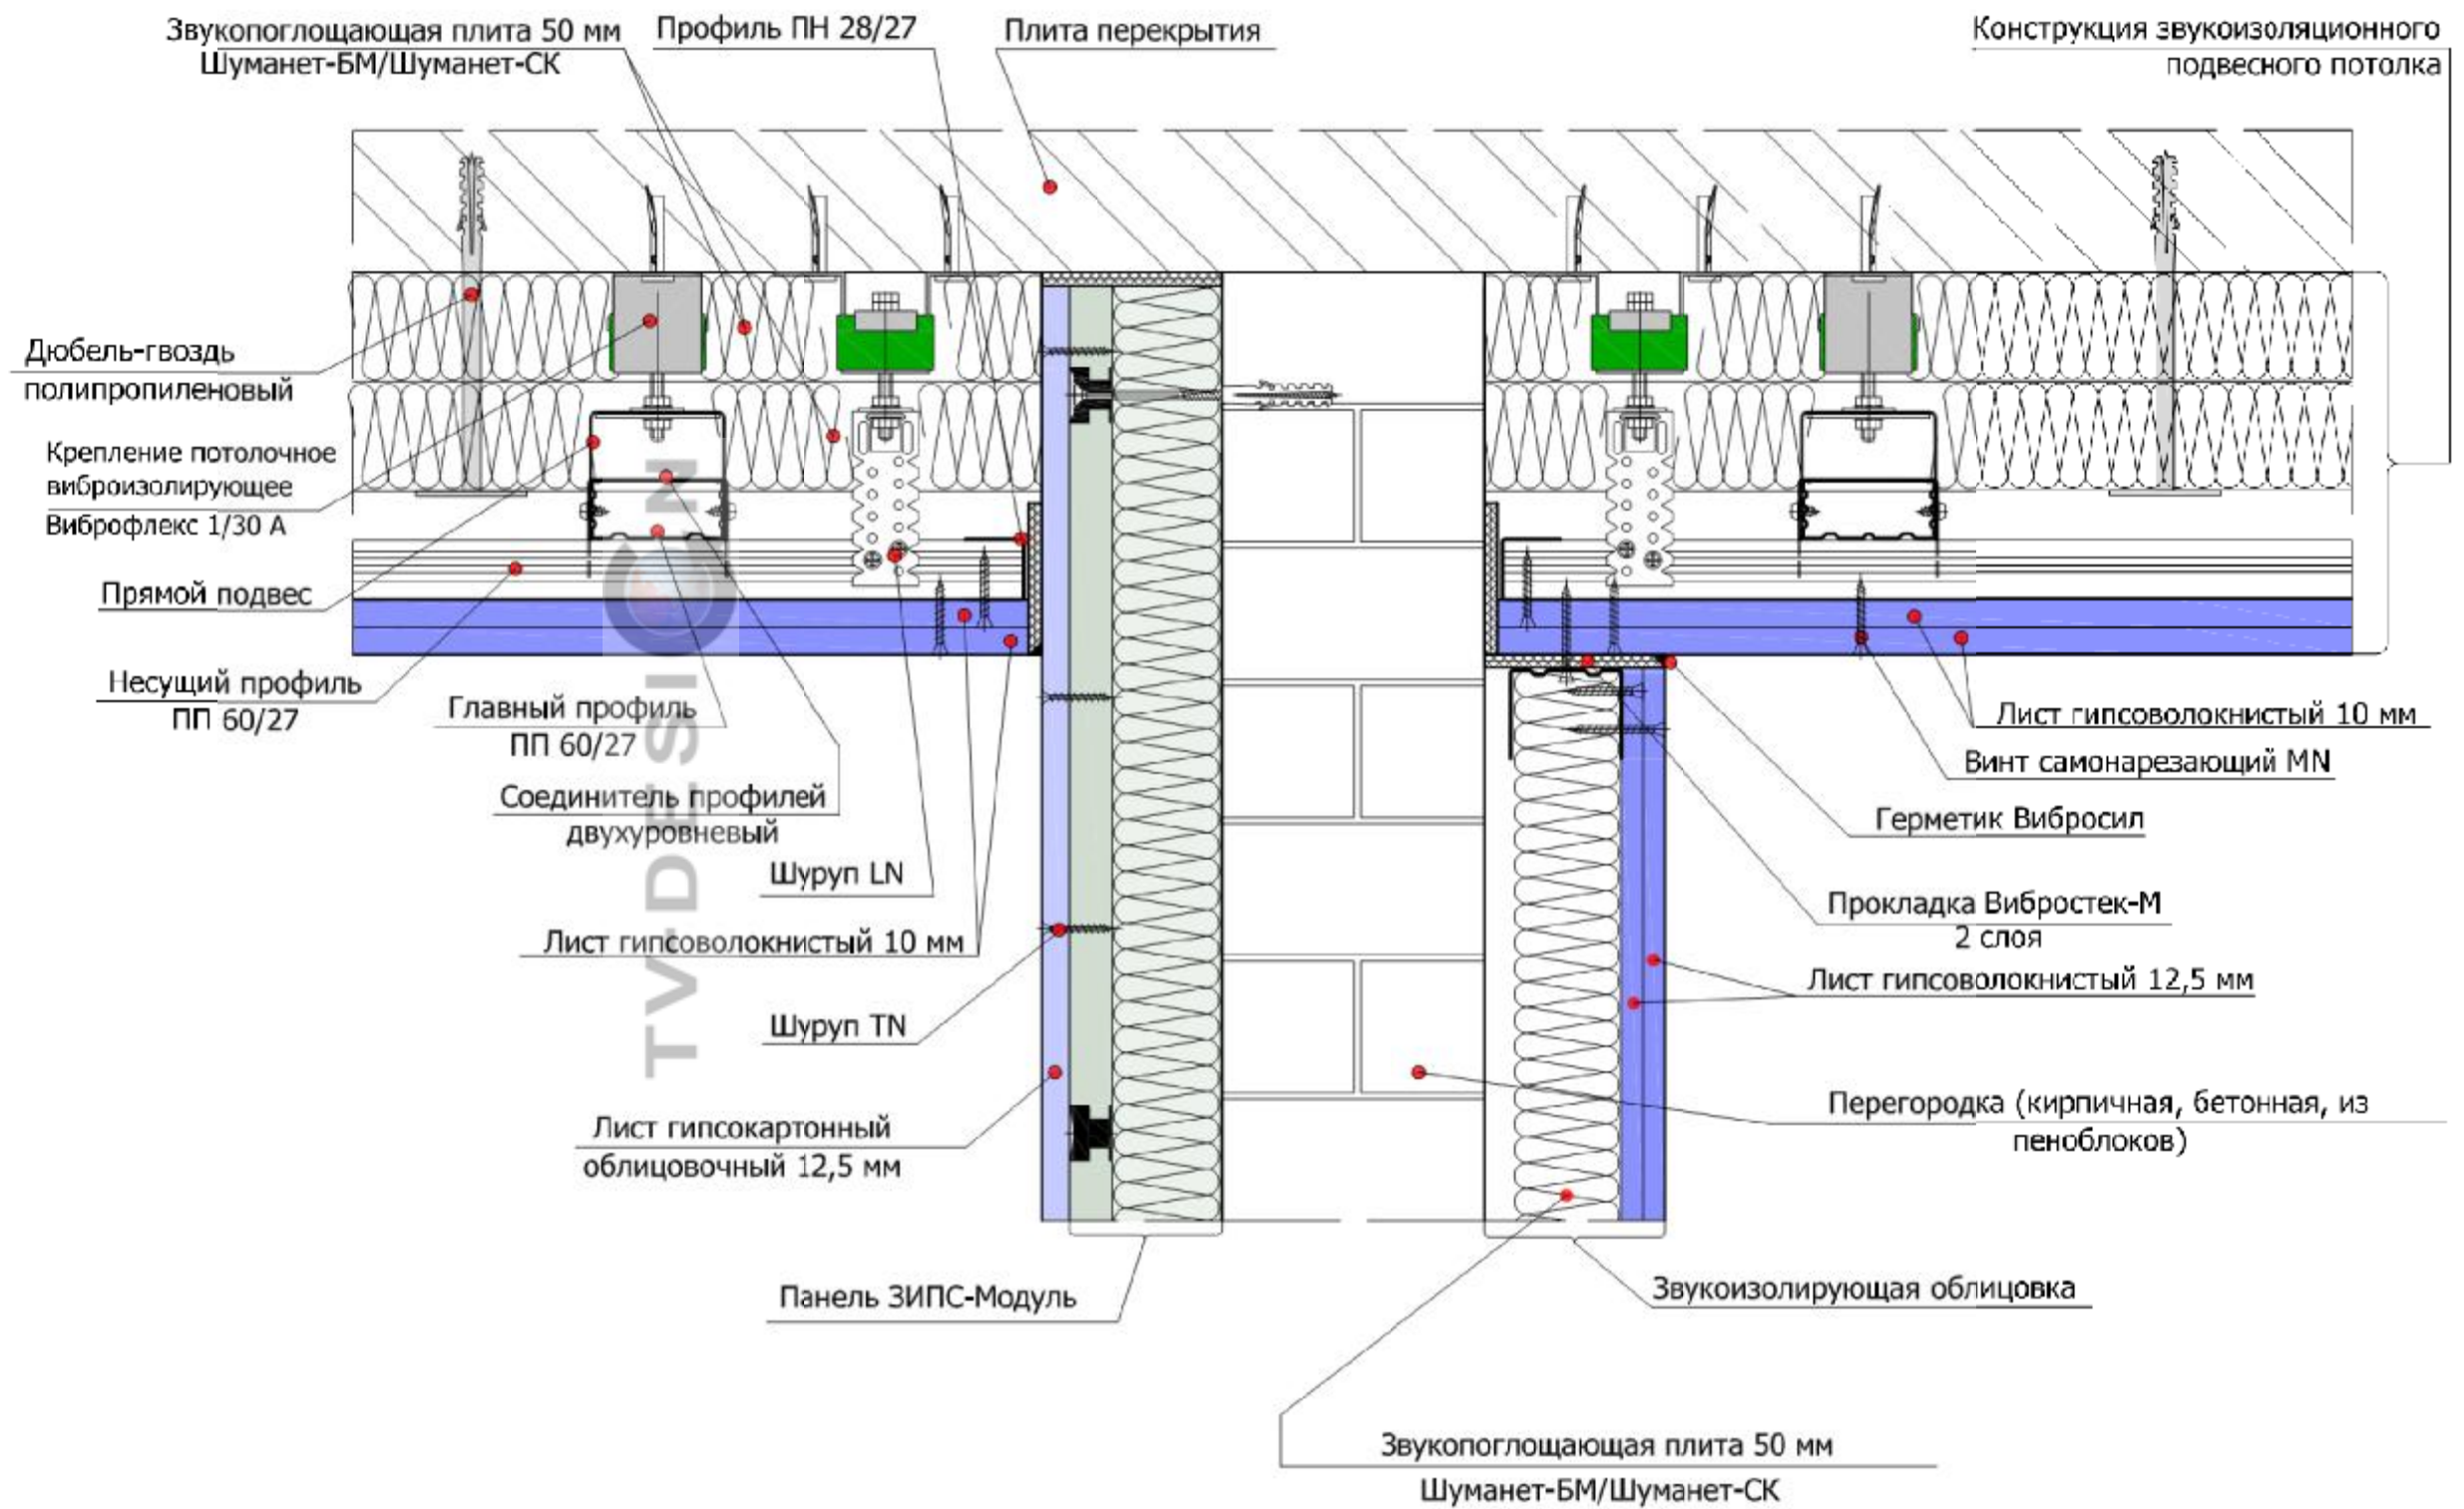 Звукопоглощающая плита 50 мм
Шуманет-БМ/Шуманет-СК
Профиль ПН 28/27
Плита перекрытия
Конструкция звукоизоляционного
подвесного потолка
Дюбель-гвоздь
полипропиленовый
Крепление потолочное
виброизолирующее
Виброфлекс 1/30 А
Прямой подвес
Несущий профиль
ПП 60/27
Главный профиль
ПП 60/27
Соединитель профилей
двухуровневый
Шуруп LN
Лист гипсоволокнистый 10 мм
Шуруп TN
Лист гипсокартонный
облицовочный 12,5 мм
Панель ЗИПС-Модуль
TV-DESIGN
Лист гипсоволокнистый 10 мм
Винт самонарезающий MN
Герметик Вибросил
Прокладка Вибростек-М
2 слоя
Лист гипсоволокнистый 12,5 мм
Перегородка (кирпичная, бетонная, из
пеноблоков)
Звукоизолирующая облицовка
Звукопоглощающая плита 50 мм
Шуманет-БМ/Шуманет-СК